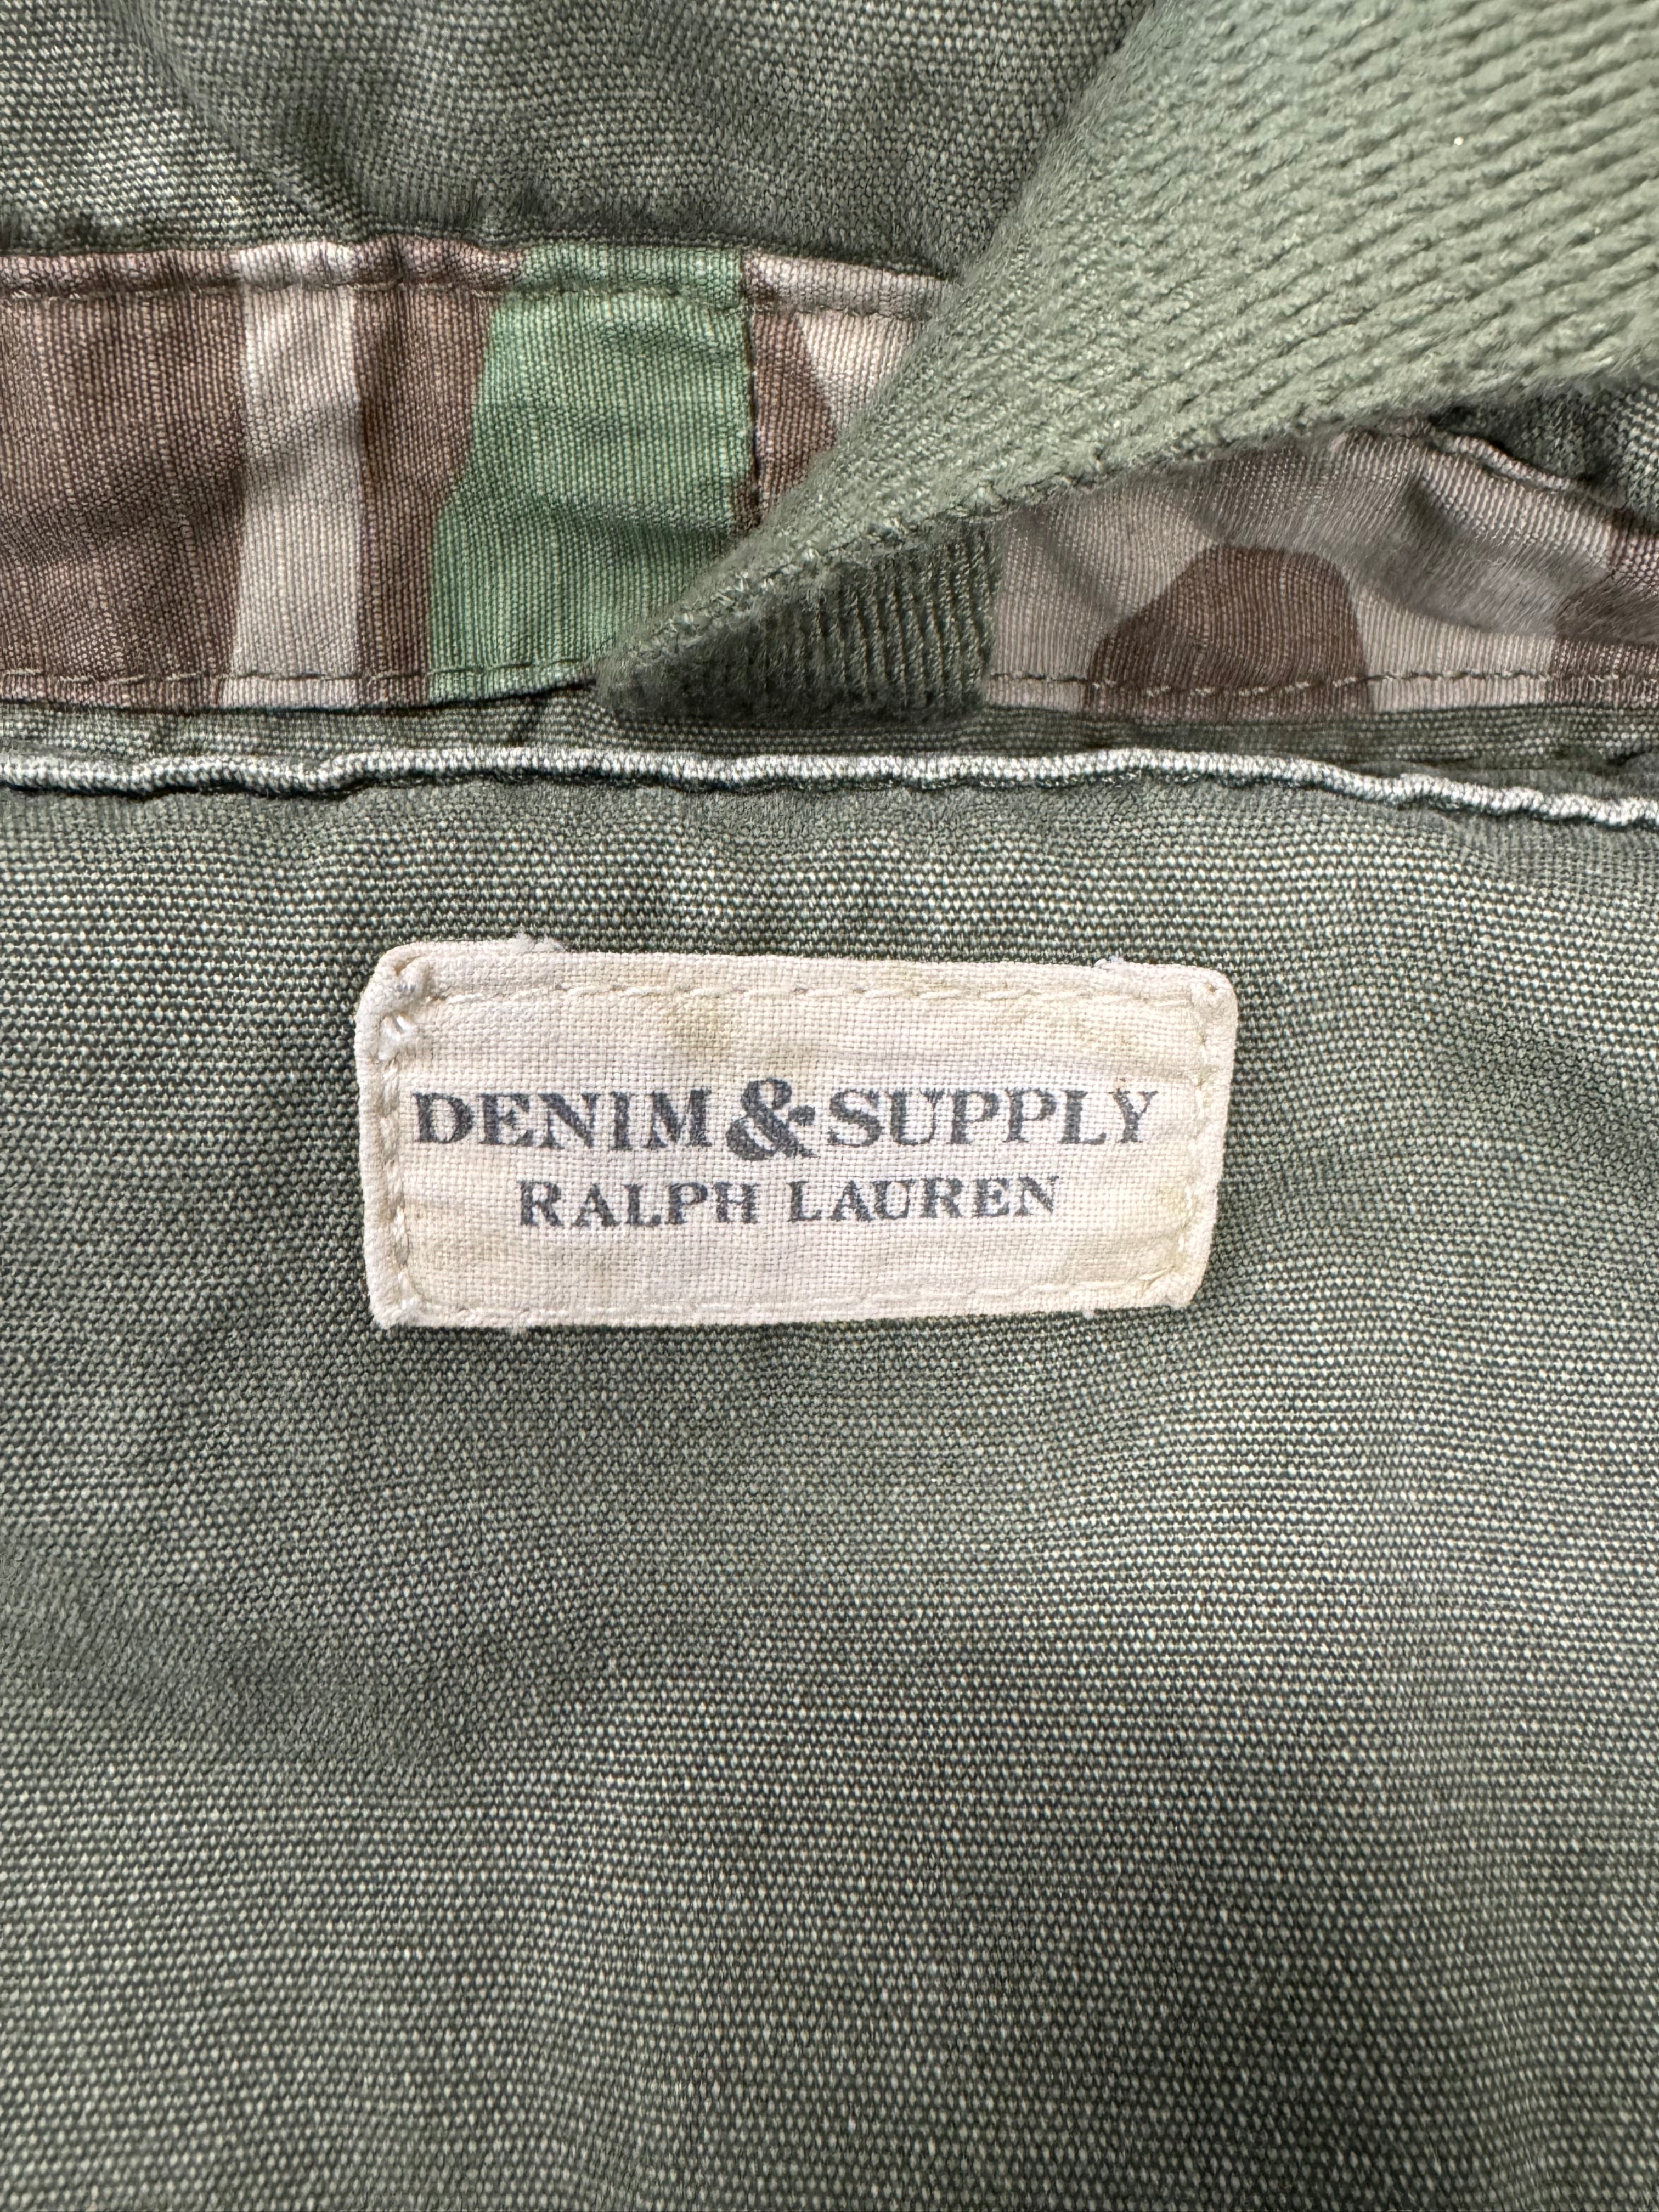 DENIM & SUPPLY
RALPH LAUREN